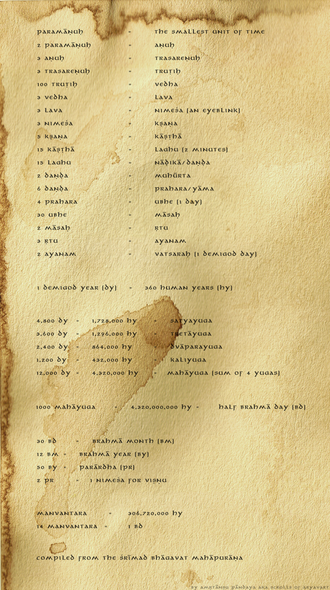 paramāṇuḥ - the smallest unit of time
2 paramāṇuḥ - aṇuḥ
3 aṇuḥ - trasareṇuḥ
3 trasareṇuḥ - truṭiḥ
100 truṭiḥ - vedha
3 vedha - lava
3 lava - nimeśa (an eyeblink)
3 nimeśa - kṣaṇa
5 kṣaṇa - kāṣṭhā
15 kāṣṭhā - laghu (2 minutes)
15 laghu - nāḍikā/daṇḍa
2 daṇḍa - muhūrta
6 daṇḍa - prahara/yāma
4 prahara - ubhe (1 day)
30 ubhe - māsaḥ
2 māsaḥ - ṛtu
3 ṛtu - ayanam
2 ayanam - vatsaraḥ (1 demigod day)
1 demigod year (dy) - 360 human years (hy)
4,800 dy - 1,728,000 hy - satyayuga
3,600 dy - 1,296,000 hy - tretāyuga
2,400 dy - 864,000 hy - dvāparayuga
1,200 dy - 432,000 hy - kaliyuga
12,000 dy - 4,320,000 hy - mahāyuga (sum of 4 yugas)
1000 mahāyuga - 4,320,000,000 hy - half brahmā day (bd)
30 bd - brahmā month (bm)
12 bm - brahmā year (by)
50 by - parārdha (pr)
2 pr - 1 nimeśa for viṣṇu
manvantara - 306,720,000 hy
14 manvantara - 1 bd
compiled from the śrīmad bhāgavat mahāpurāṇa